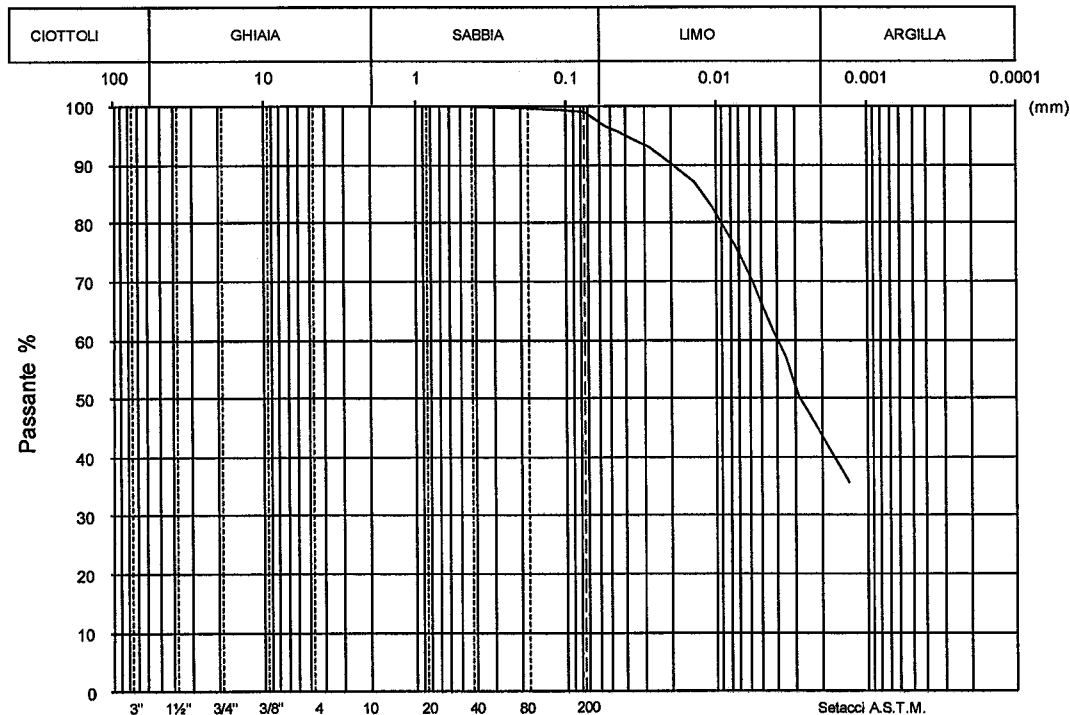 CIOTTOLI GHIAIA SABBIA LIMO ARGILLA
100 10 1 0.1 0.01 0.001 0.0001
(mm)
100
90
80
70
60
50
40
30
20
10
0
Passante %
3" 1½" 3/4" 3/8" 4 10 20 40 80 200 Setacci A.S.T.M.